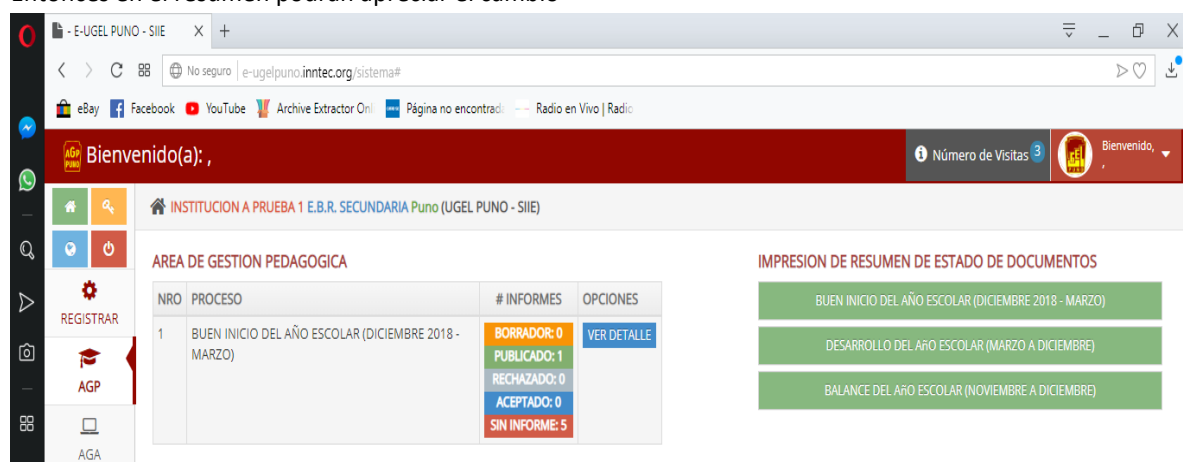 Entonces en el resumen podrán apreciar el cambio
- E-UGEL PUNO - SIIE
No seguro e-ugelpuno.inntec.org/sistema#
eBay Facebook YouTube Archive Extractor Onl Página no encontrada Radio en Vivo | Radio
AGP PUNO Bienvenido(a): ,
Número de Visitas 3
Bienvenido,
,
INSTITUCION A PRUEBA 1 E.B.R. SECUNDARIA Puno (UGEL PUNO - SIIE)
REGISTRAR
AGP
AGA
AREA DE GESTION PEDAGOGICA
NRO PROCESO # INFORMES OPCIONES
1 BUEN INICIO DEL AÑO ESCOLAR (DICIEMBRE 2018 -
MARZO)
BORRADOR: 0
PUBLICADO: 1
RECHAZADO: 0
ACEPTADO: 0
SIN INFORME: 5
VER DETALLE
IMPRESION DE RESUMEN DE ESTADO DE DOCUMENTOS
BUEN INICIO DEL AÑO ESCOLAR (DICIEMBRE 2018 - MARZO)
DESARROLLO DEL AñO ESCOLAR (MARZO A DICIEMBRE)
BALANCE DEL AñO ESCOLAR (NOVIEMBRE A DICIEMBRE)